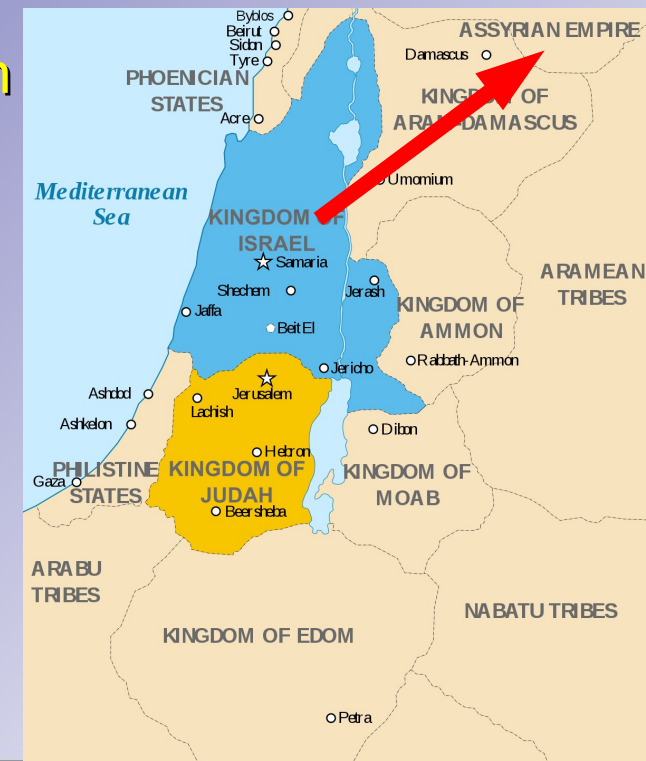 n
Byblos
ASSYRIAN EMPIRE
Beirut
Sidon
Tyre
Damascus
PHOENICIAN
STATES
KINGDOM OF
ARAM-DAMASCUS
Acre
Umomium
Mediterranean
Sea
KINGDOM OF
ISRAEL
Samaria
Shechem
Jerash
ARAMEAN
TRIBES
Jaffa
KINGDOM OF
AMMON
Beit El
Jericho
Rabbath-Ammon
Jerusalem
Ashdod
Lachish
Ashkelon
Dibon
Hebron
Gaza
PHILISTINE
STATES
KINGDOM OF
JUDAH
KINGDOM OF
MOAB
Beersheba
ARABU
TRIBES
NABATU TRIBES
KINGDOM OF EDOM
Petra